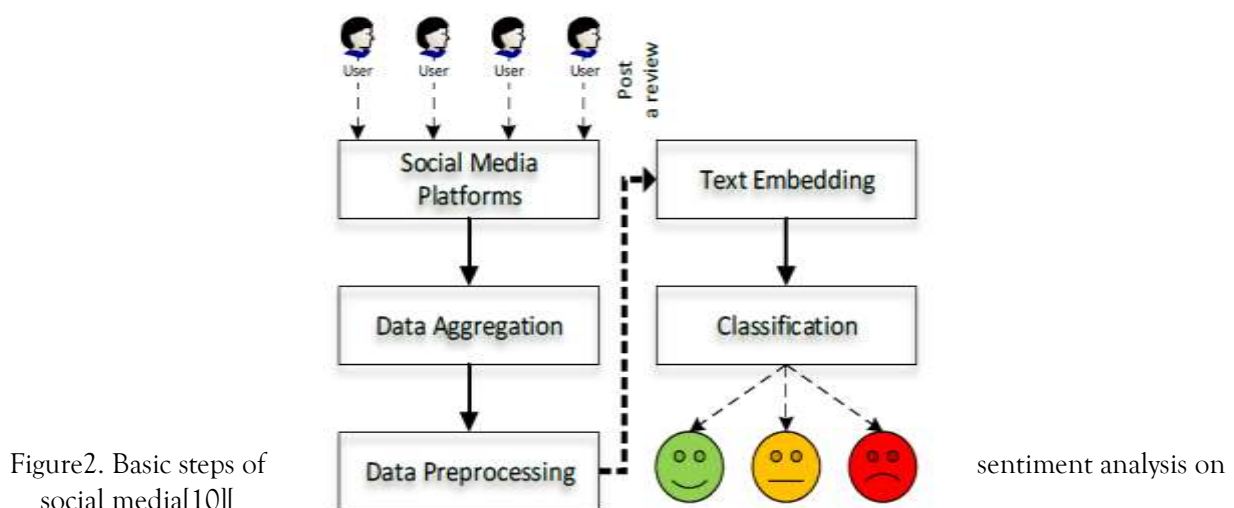 User User User User
Post
a review
Social Media
Platforms
Text Embedding
Data Aggregation
Classification
Data Preprocessing
Figure2. Basic steps of sentiment analysis on
social media[10][